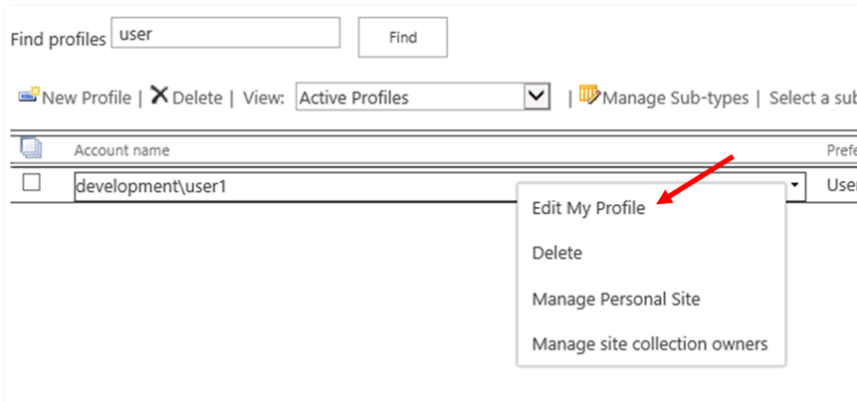 Find profiles user Find
New Profile | Delete | View: Active Profiles | Manage Sub-types | Select a sub
Account name Prefe
development\user1 User
Edit My Profile
Delete
Manage Personal Site
Manage site collection owners